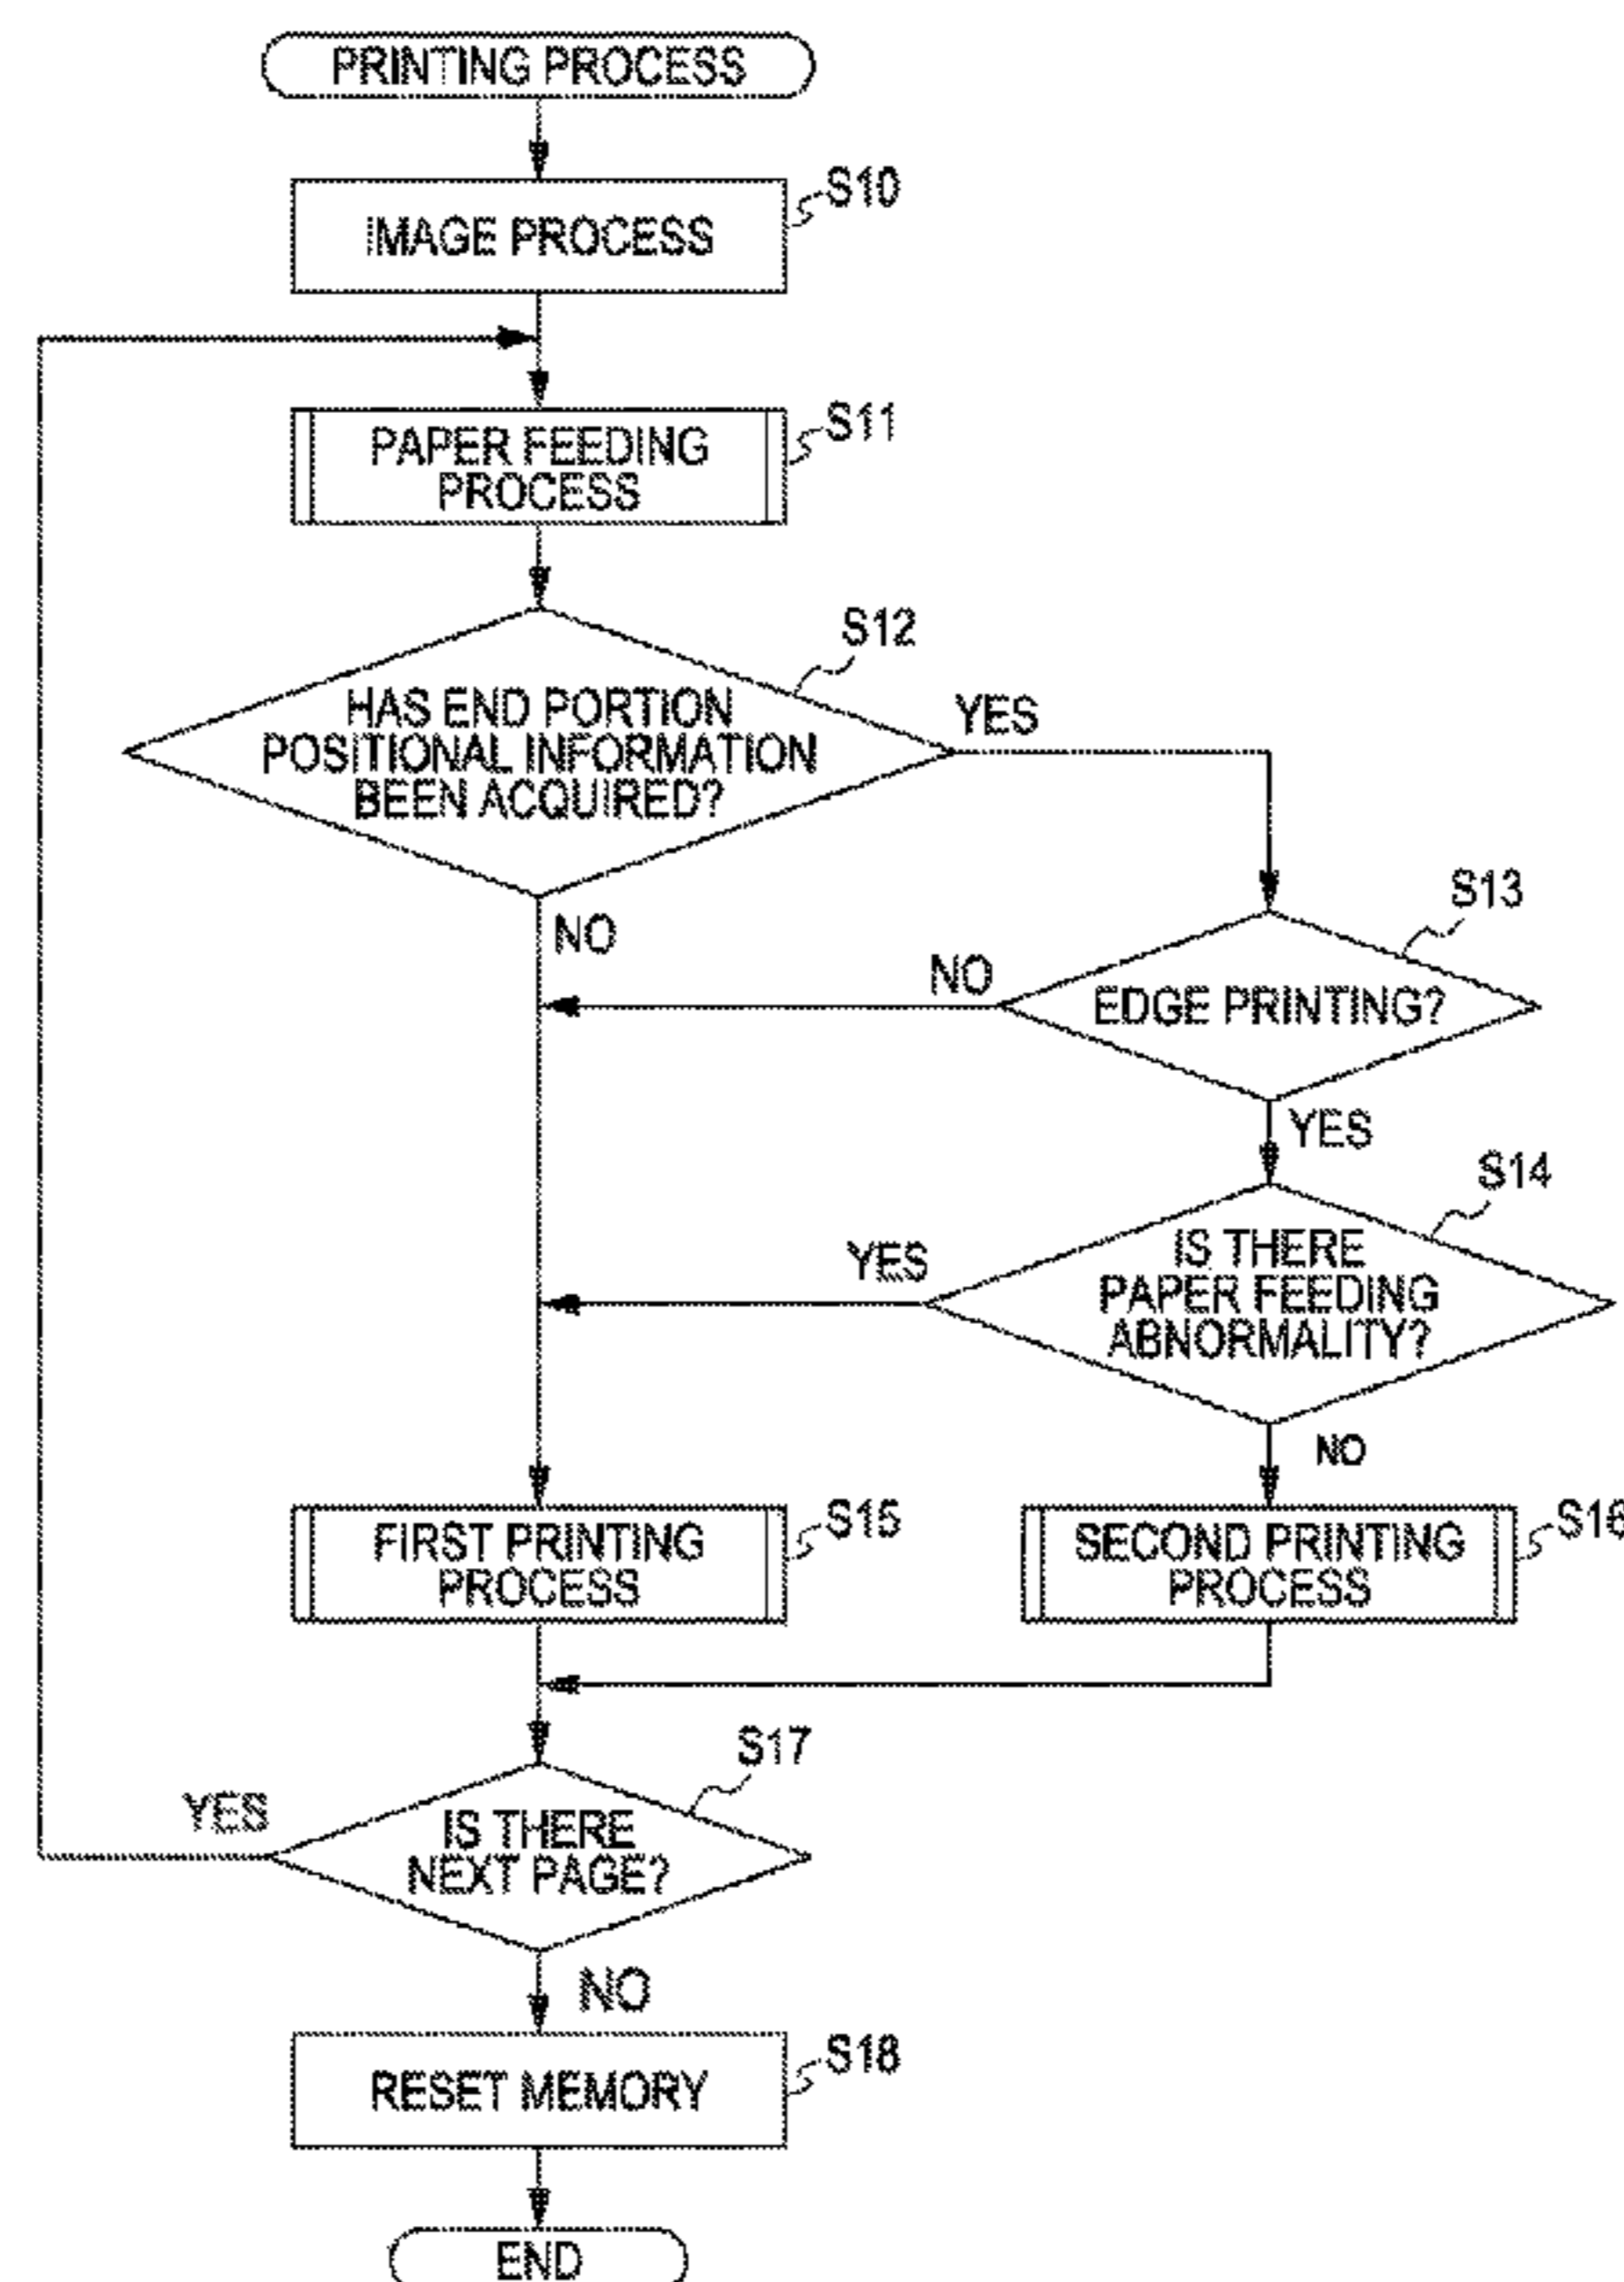 PRINTING PROCESS
S10
IMAGE PROCESS
S11
PAPER FEEDING
PROCESS
S12
HAS END PORTION
POSITIONAL INFORMATION
BEEN ACQUIRED?
YES
NO
S13
NO
EDGE PRINTING?
YES
S14
YES
IS THERE
PAPER FEEDING
ABNORMALITY?
NO
S15
FIRST PRINTING
PROCESS
S16
SECOND PRINTING
PROCESS
S17
YES
IS THERE
NEXT PAGE?
NO
S18
RESET MEMORY
END